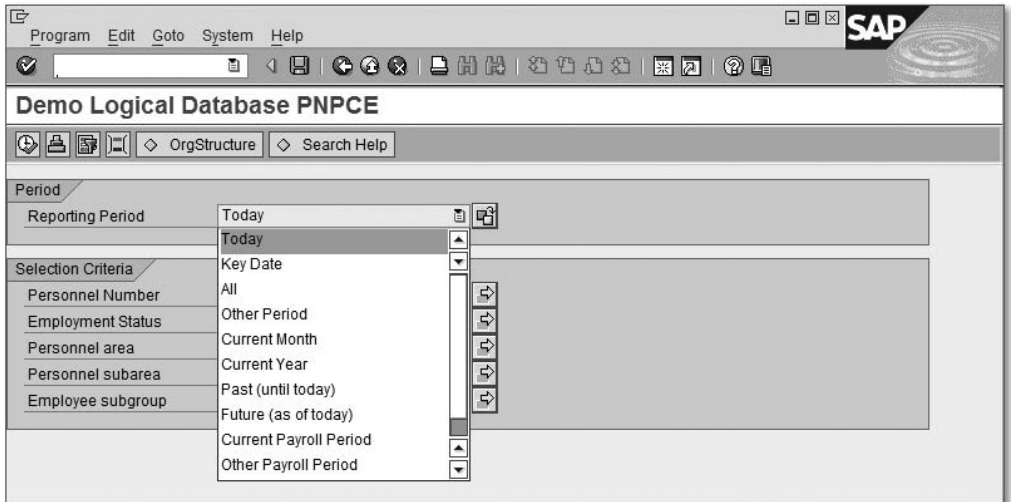 Program Edit Goto System Help
SAP
Demo Logical Database PNPCE
OrgStructure Search Help
Period
Reporting Period Today
Today
Key Date
All
Other Period
Current Month
Current Year
Past (until today)
Future (as of today)
Current Payroll Period
Other Payroll Period
Selection Criteria
Personnel Number
Employment Status
Personnel area
Personnel subarea
Employee subgroup